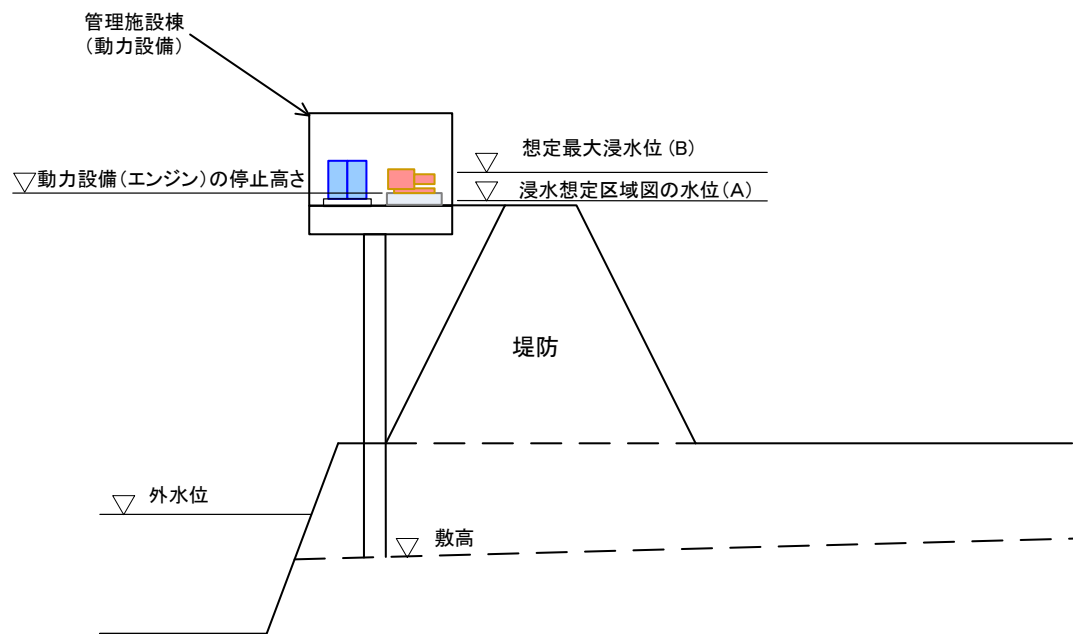 管理施設棟
（動力設備）
想定最大浸水位（B）
動力設備（エンジン）の停止高さ
浸水想定区域図の水位（A）
堤防
外水位
敷高